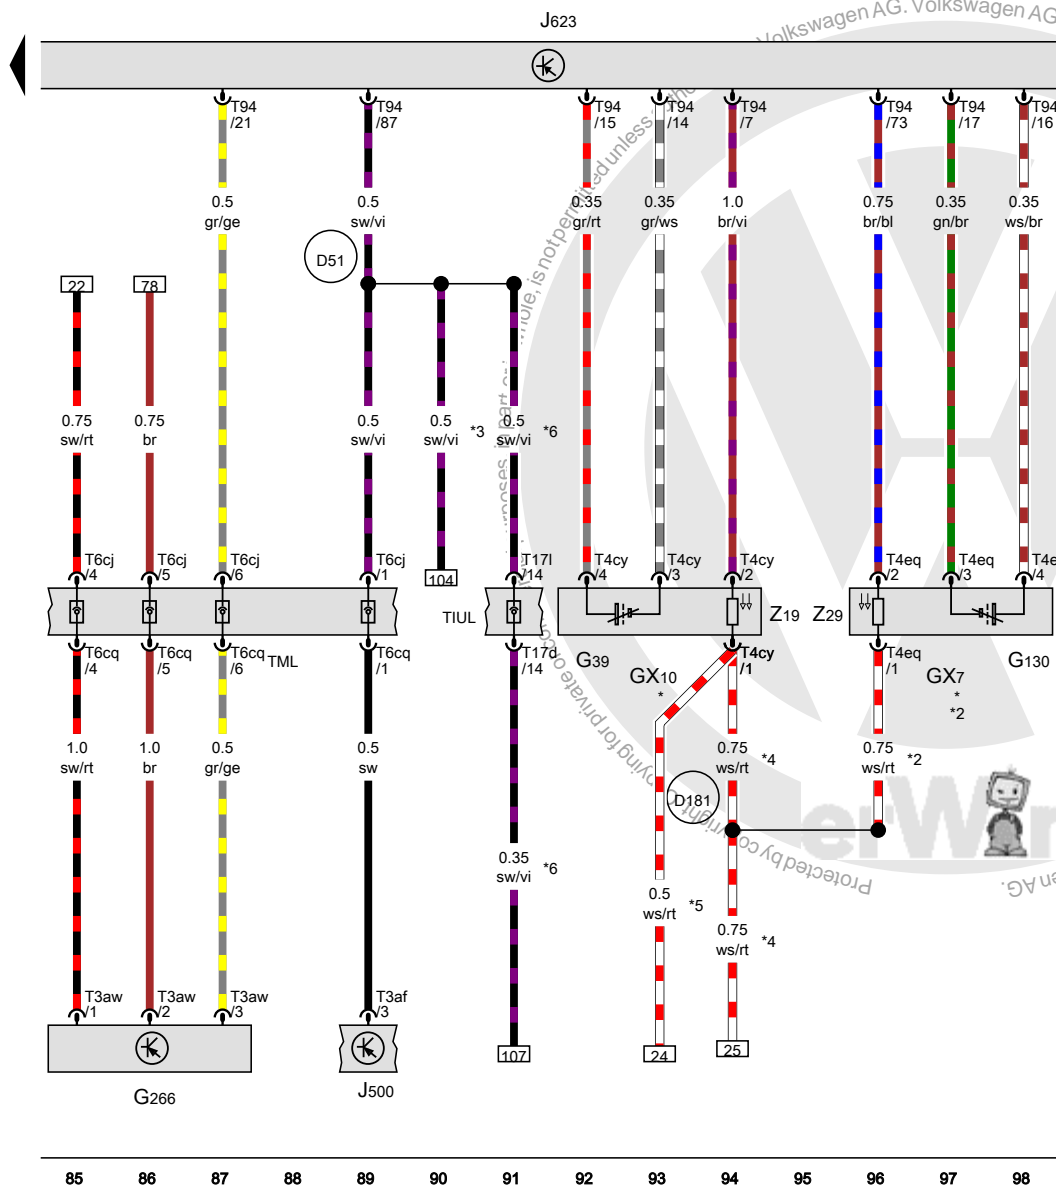 J623
Volkswagen AG. Volkswagen AG
T94
/21
T94
/87
T94
/15
T94
/14
T94
/7
T94
/73
T94
/17
T94
/16
0.5
gr/ge
0.5
sw/vi
0.35
gr/rt
0.35
gr/ws
1.0
br/vi
0.75
br/bl
0.35
gn/br
0.35
ws/br
D51
22
78
0.75
sw/rt
0.75
br
0.5
sw/vi
0.5
sw/vi
*3
0.5
sw/vi
*6
T6cj
/4
T6cj
/5
T6cj
/6
T6cj
/1
104
T17l
/14
T4cy
/4
T4cy
/3
T4cy
/2
T4eq
/2
T4eq
/3
/4
TIUL
Z19
Z29
T6cq
/4
T6cq
/5
T6cq
/6
TML
T6cq
/1
T17d
/14
G39
GX10
*
T4cy
/1
T4eq
/1
GX7
*
*2
G130
1.0
sw/rt
1.0
br
0.5
gr/ge
0.5
sw
0.75
ws/rt
*4
0.75
ws/rt
*2
D181
0.35
sw/vi
*6
0.5
ws/rt
*5
0.75
ws/rt
*4
Protected by copyright.
T3aw
/1
T3aw
/2
T3aw
/3
T3af
/3
107
24
25
G266
J500
85 86 87 88 89 90 91 92 93 94 95 96 97 98